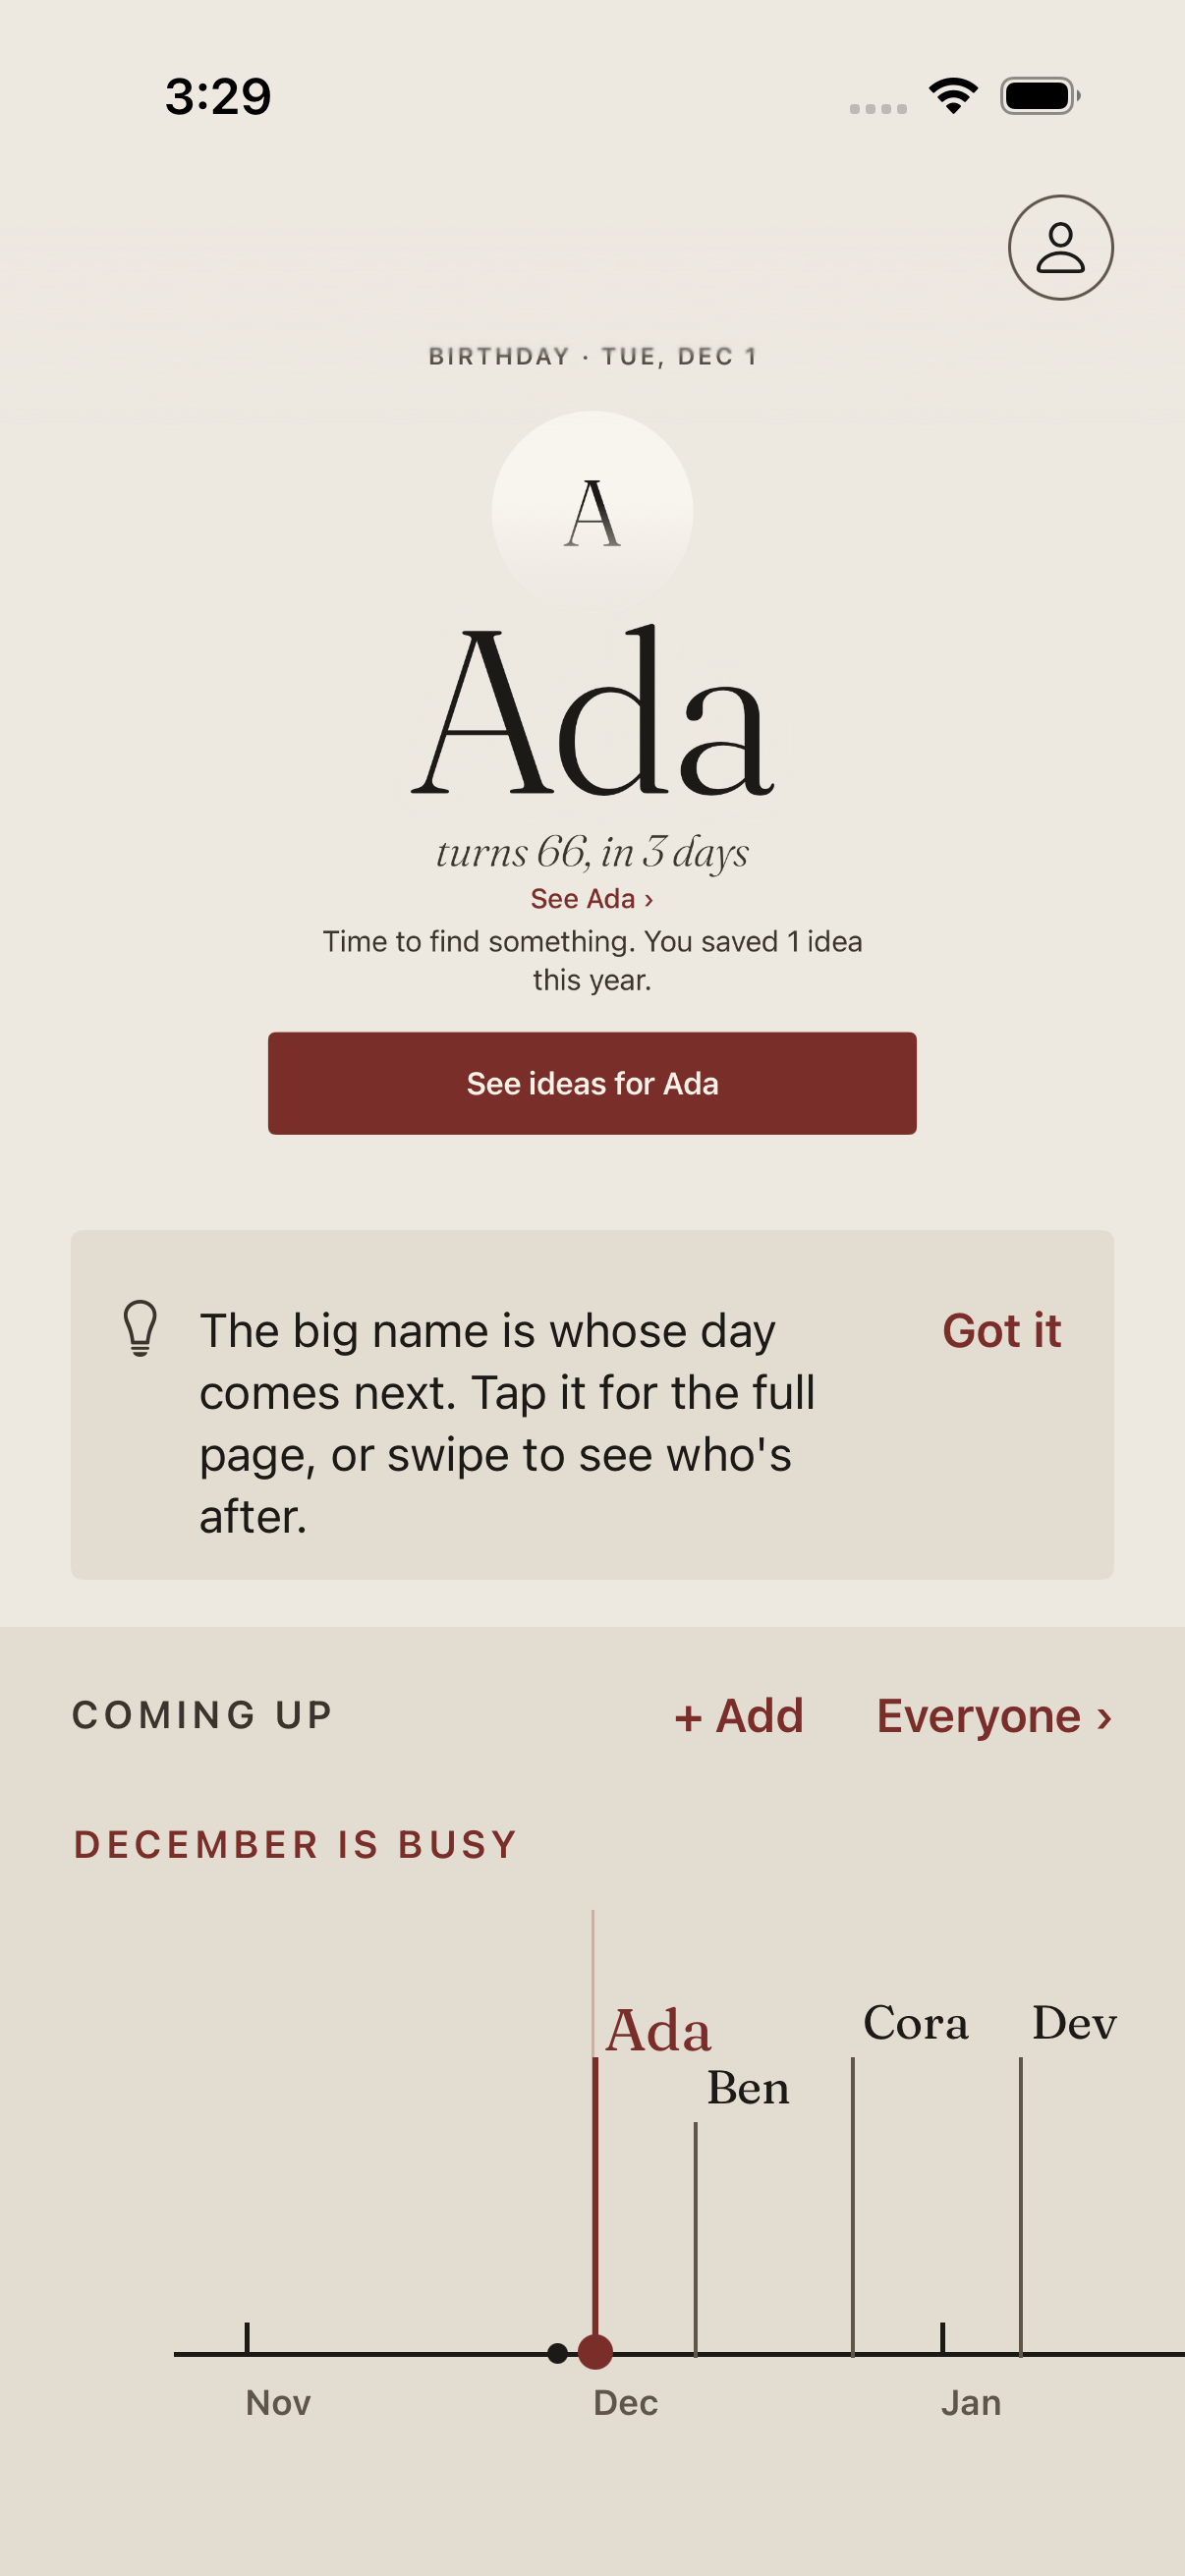 3:29
BIRTHDAY · TUE, DEC 1
A
Ada
turns 66, in 3 days
See Ada ›
Time to find something. You saved 1 idea
this year.
See ideas for Ada
The big name is whose day
comes next. Tap it for the full
page, or swipe to see who's
after.
Got it
COMING UP
+ Add
Everyone ›
DECEMBER IS BUSY
Ada
Ben
Cora
Dev
Nov
Dec
Jan